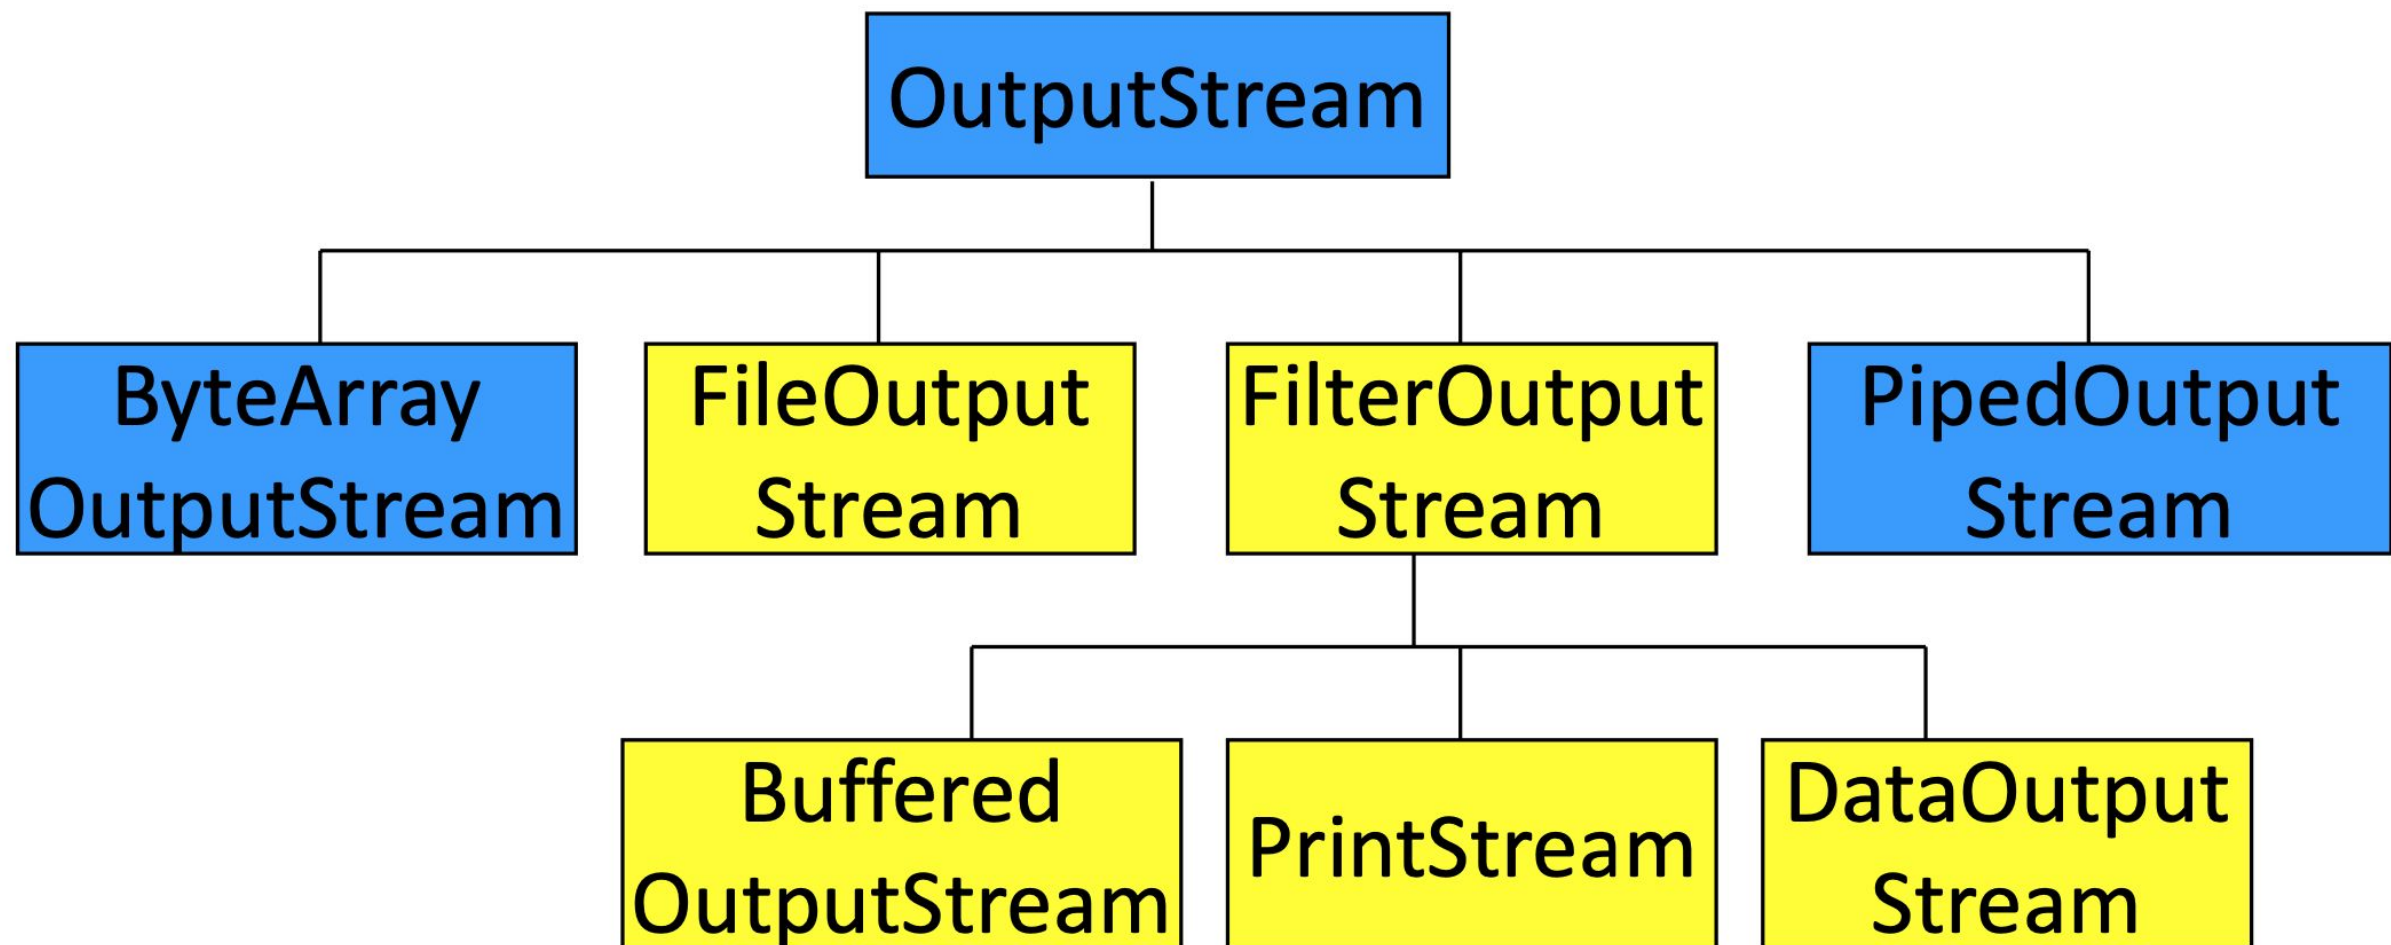 OutputStream
ByteArray
OutputStream
FileOutput
Stream
FilterOutput
Stream
PipedOutput
Stream
Buffered
OutputStream
PrintStream
DataOutput
Stream